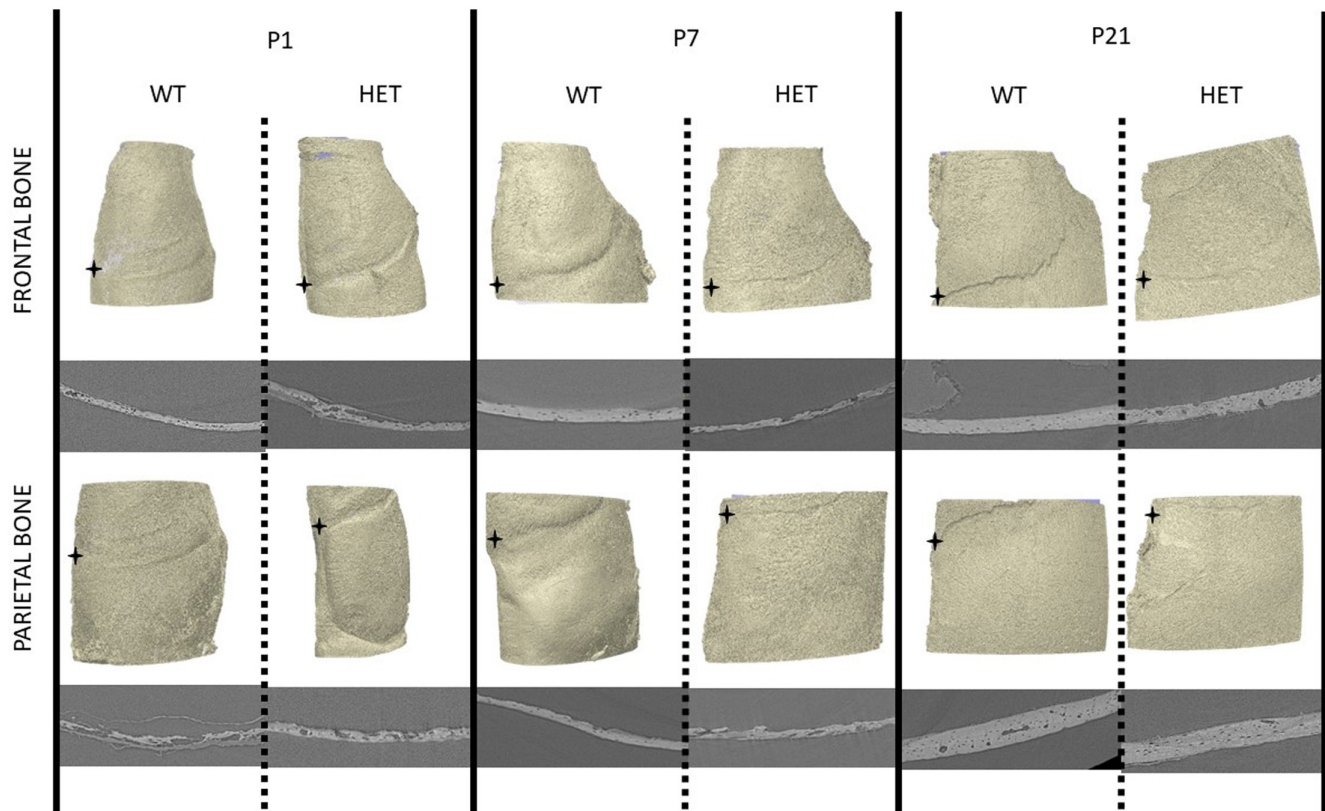 P1
P7
P21
WT
HET
WT
HET
WT
HET
FRONTAL BONE
PARIETAL BONE